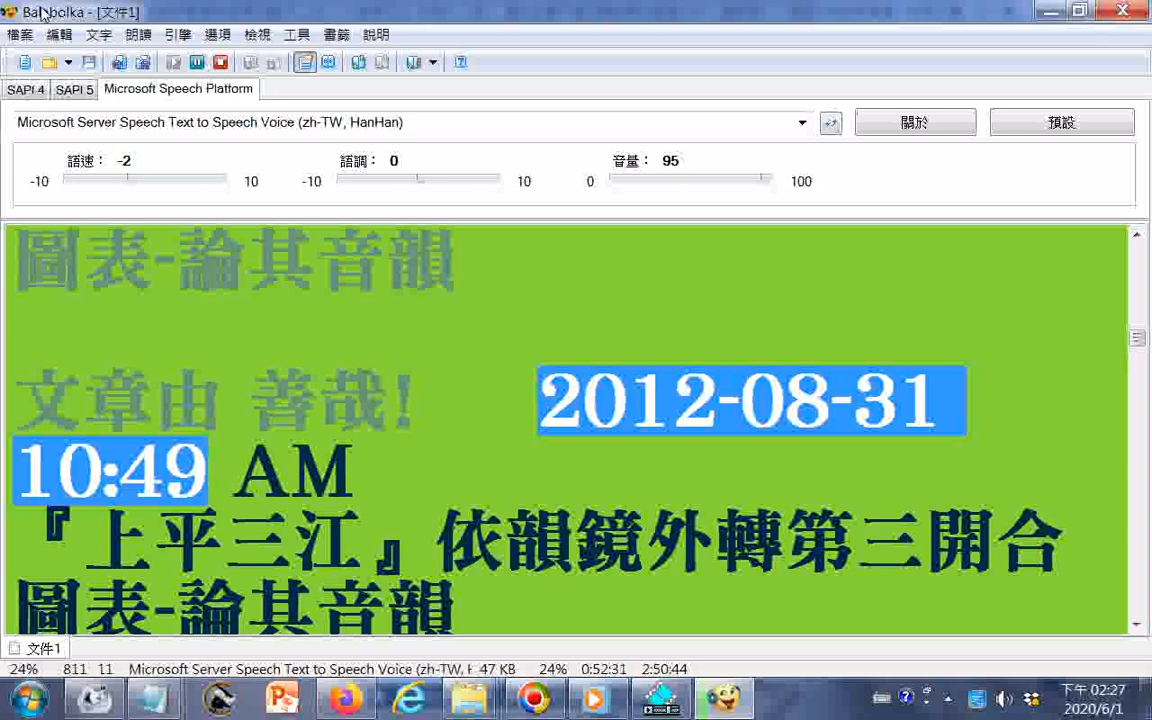 Balabolka - [文件1]
檔案 編輯 文字 朗讀 引擎 選項 檢視 工具 書籤 說明
SAPI 4 SAPI 5 Microsoft Speech Platform
Microsoft Server Speech Text to Speech Voice (zh-TW, HanHan) 關於 預設
語速： -2 語調： 0 音量： 95
-10 10 -10 10 0 100
圖表-論其音韻
文章由 善哉! 2012-08-31
10:49 AM
『上平三江』依韻鏡外轉第三開合
圖表-論其音韻
文件1
24% 811 11 Microsoft Server Speech Text to Speech Voice (zh-TW, 47 KB 24% 0:52:31 2:50:44
下午 02:27
2020/6/1